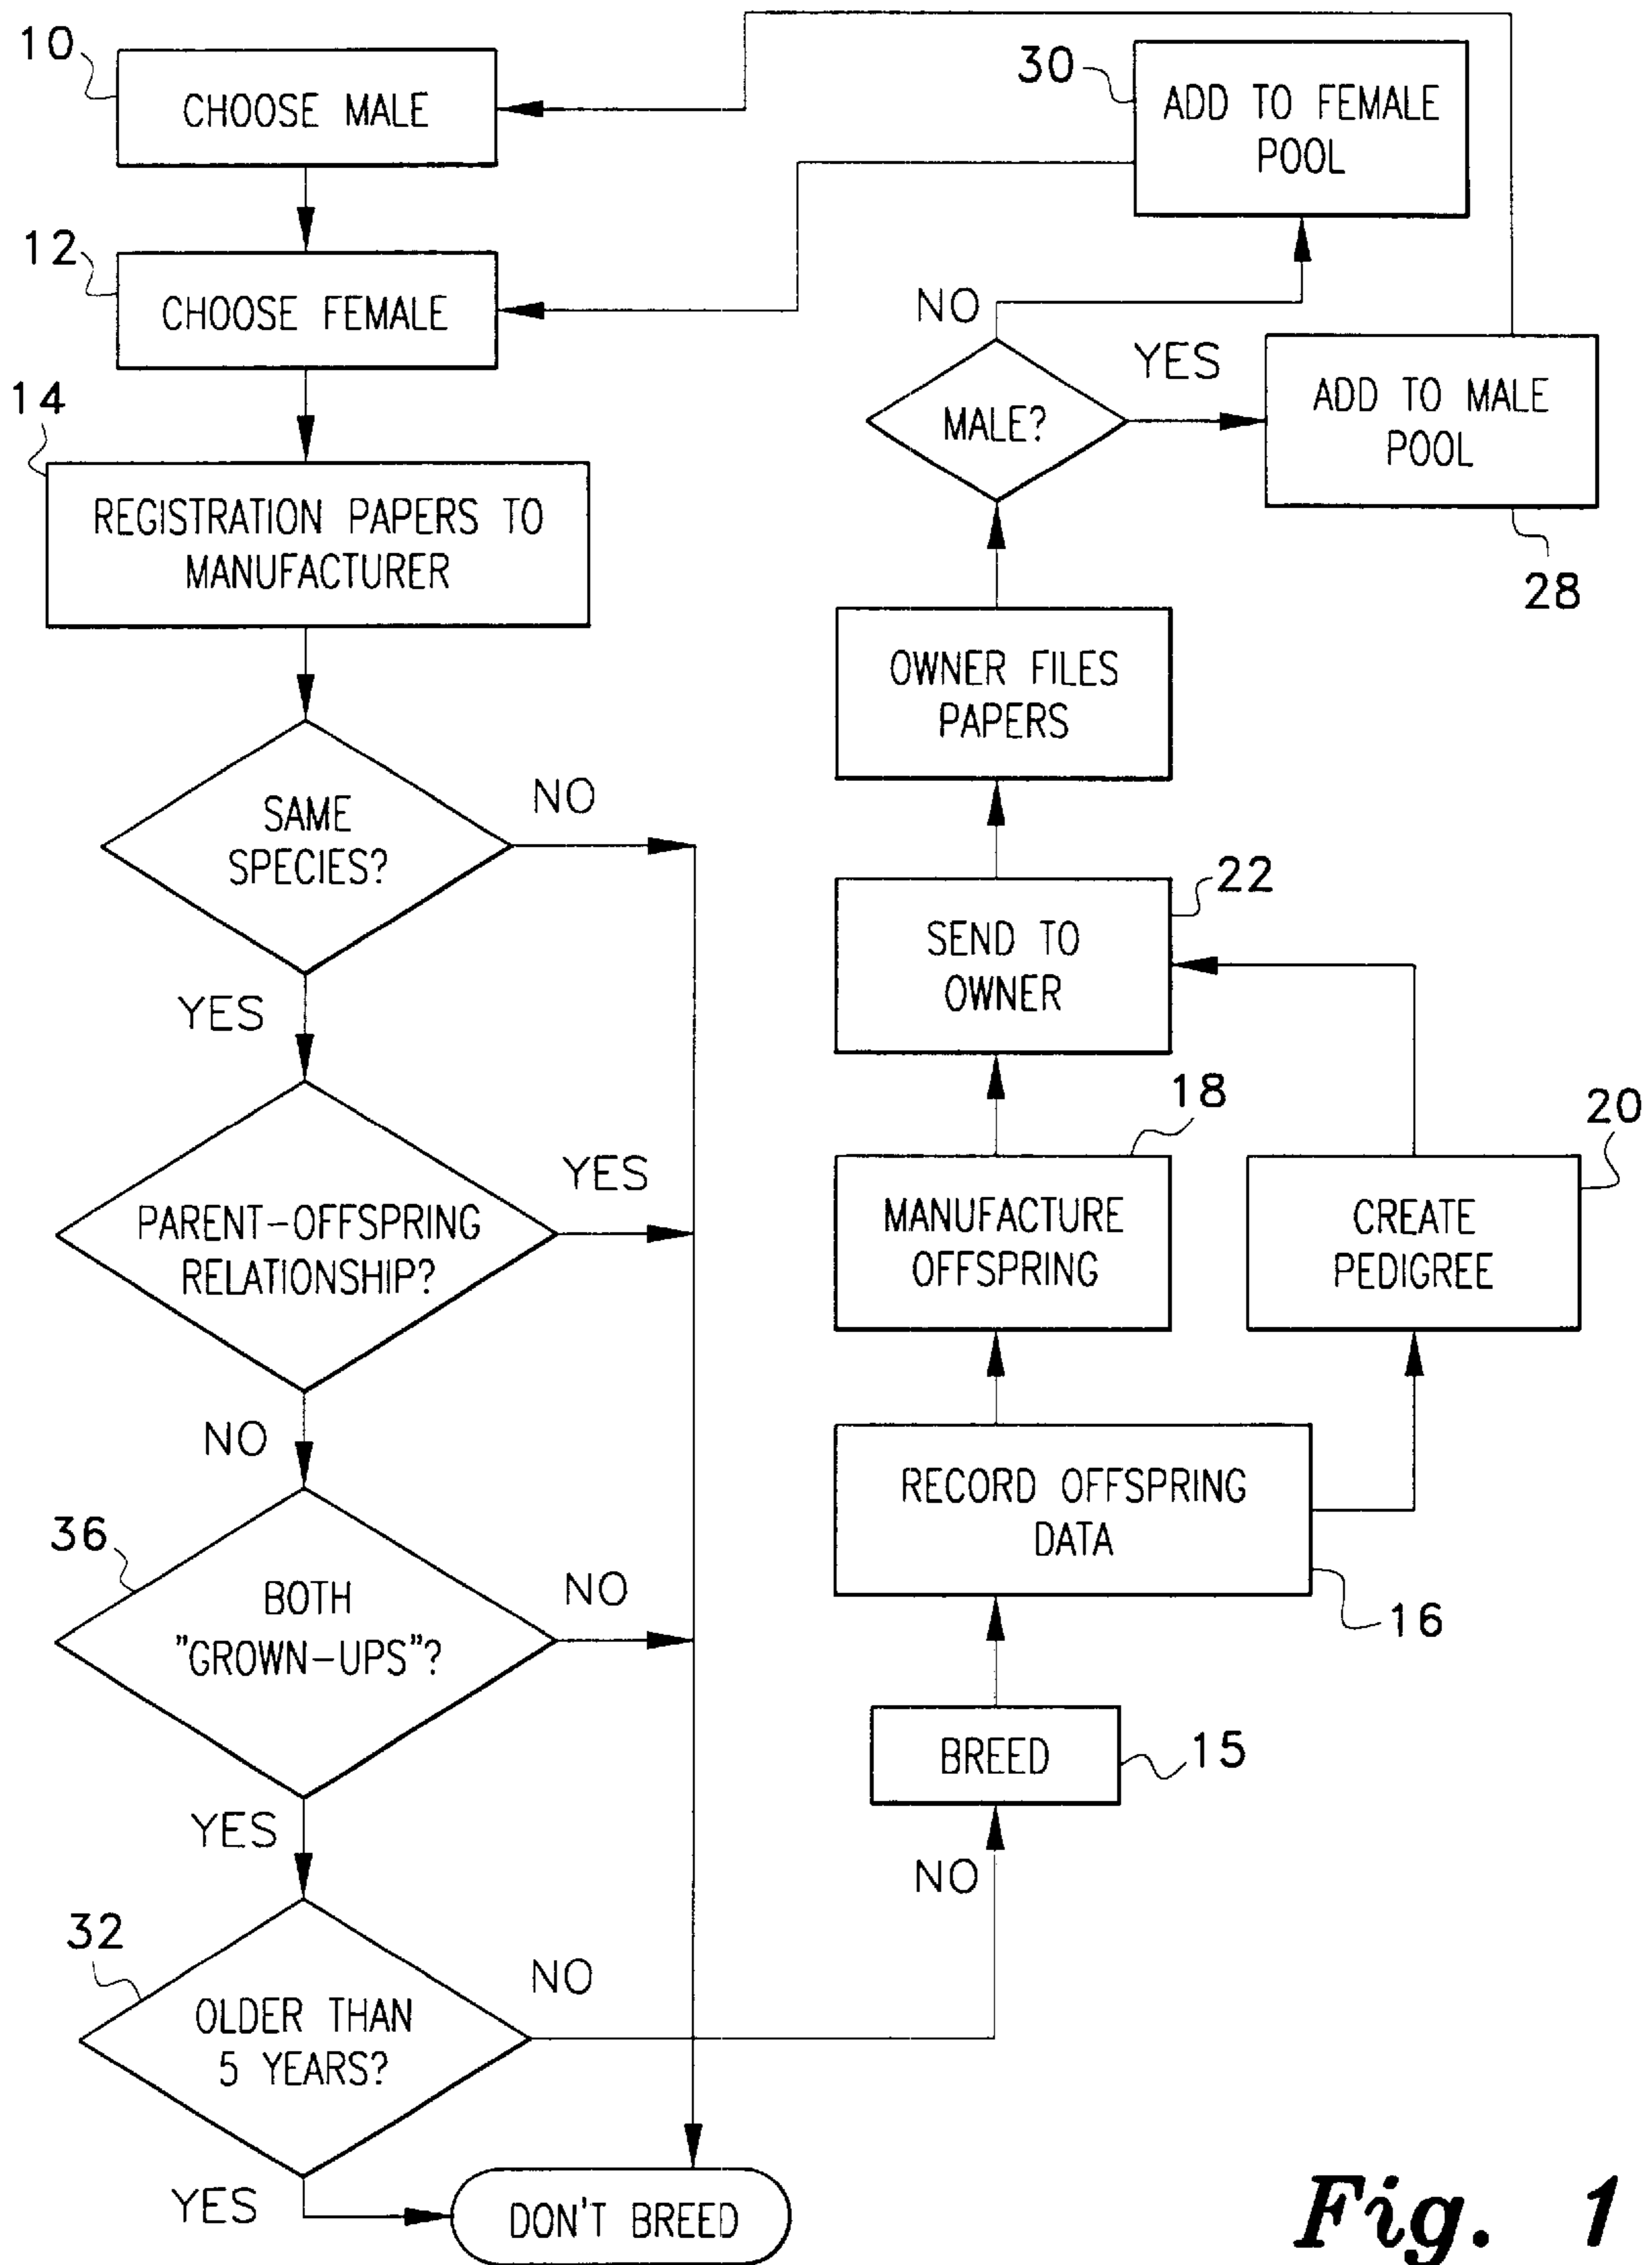 10
CHOOSE MALE
12
CHOOSE FEMALE
14
REGISTRATION PAPERS TO
MANUFACTURER
SAME
SPECIES?
NO
YES
PARENT-OFFSPRING
RELATIONSHIP?
YES
NO
36
BOTH
"GROWN-UPS"?
NO
YES
32
OLDER THAN
5 YEARS?
NO
YES
DON'T BREED
NO
BREED
15
RECORD OFFSPRING
DATA
16
MANUFACTURE
OFFSPRING
18
CREATE
PEDIGREE
20
SEND TO
OWNER
22
OWNER FILES
PAPERS
MALE?
NO
YES
ADD TO MALE
POOL
28
30
ADD TO FEMALE
POOL
Fig. 1